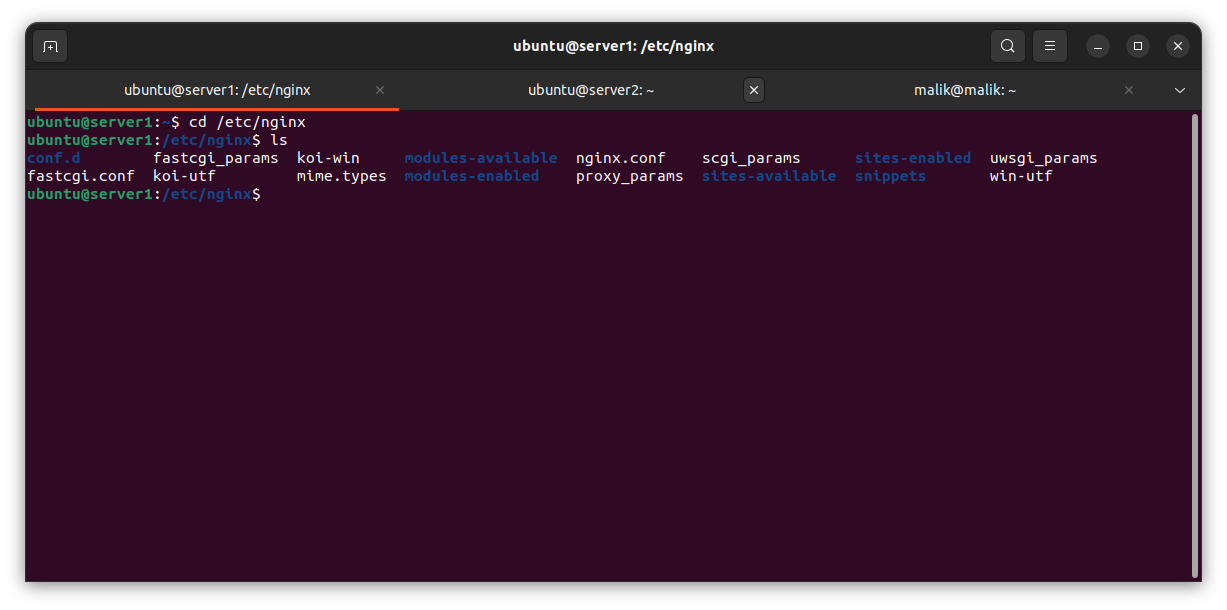 ubuntu@server1: /etc/nginx
ubuntu@server1: /etc/nginx ubuntu@server2: ~ malik@malik: ~
ubuntu@server1:~$ cd /etc/nginx
ubuntu@server1:/etc/nginx$ ls
conf.d fastcgi_params koi-win modules-available nginx.conf scgi_params sites-enabled uwsgi_params
fastcgi.conf koi-utf mime.types modules-enabled proxy_params sites-available snippets win-utf
ubuntu@server1:/etc/nginx$